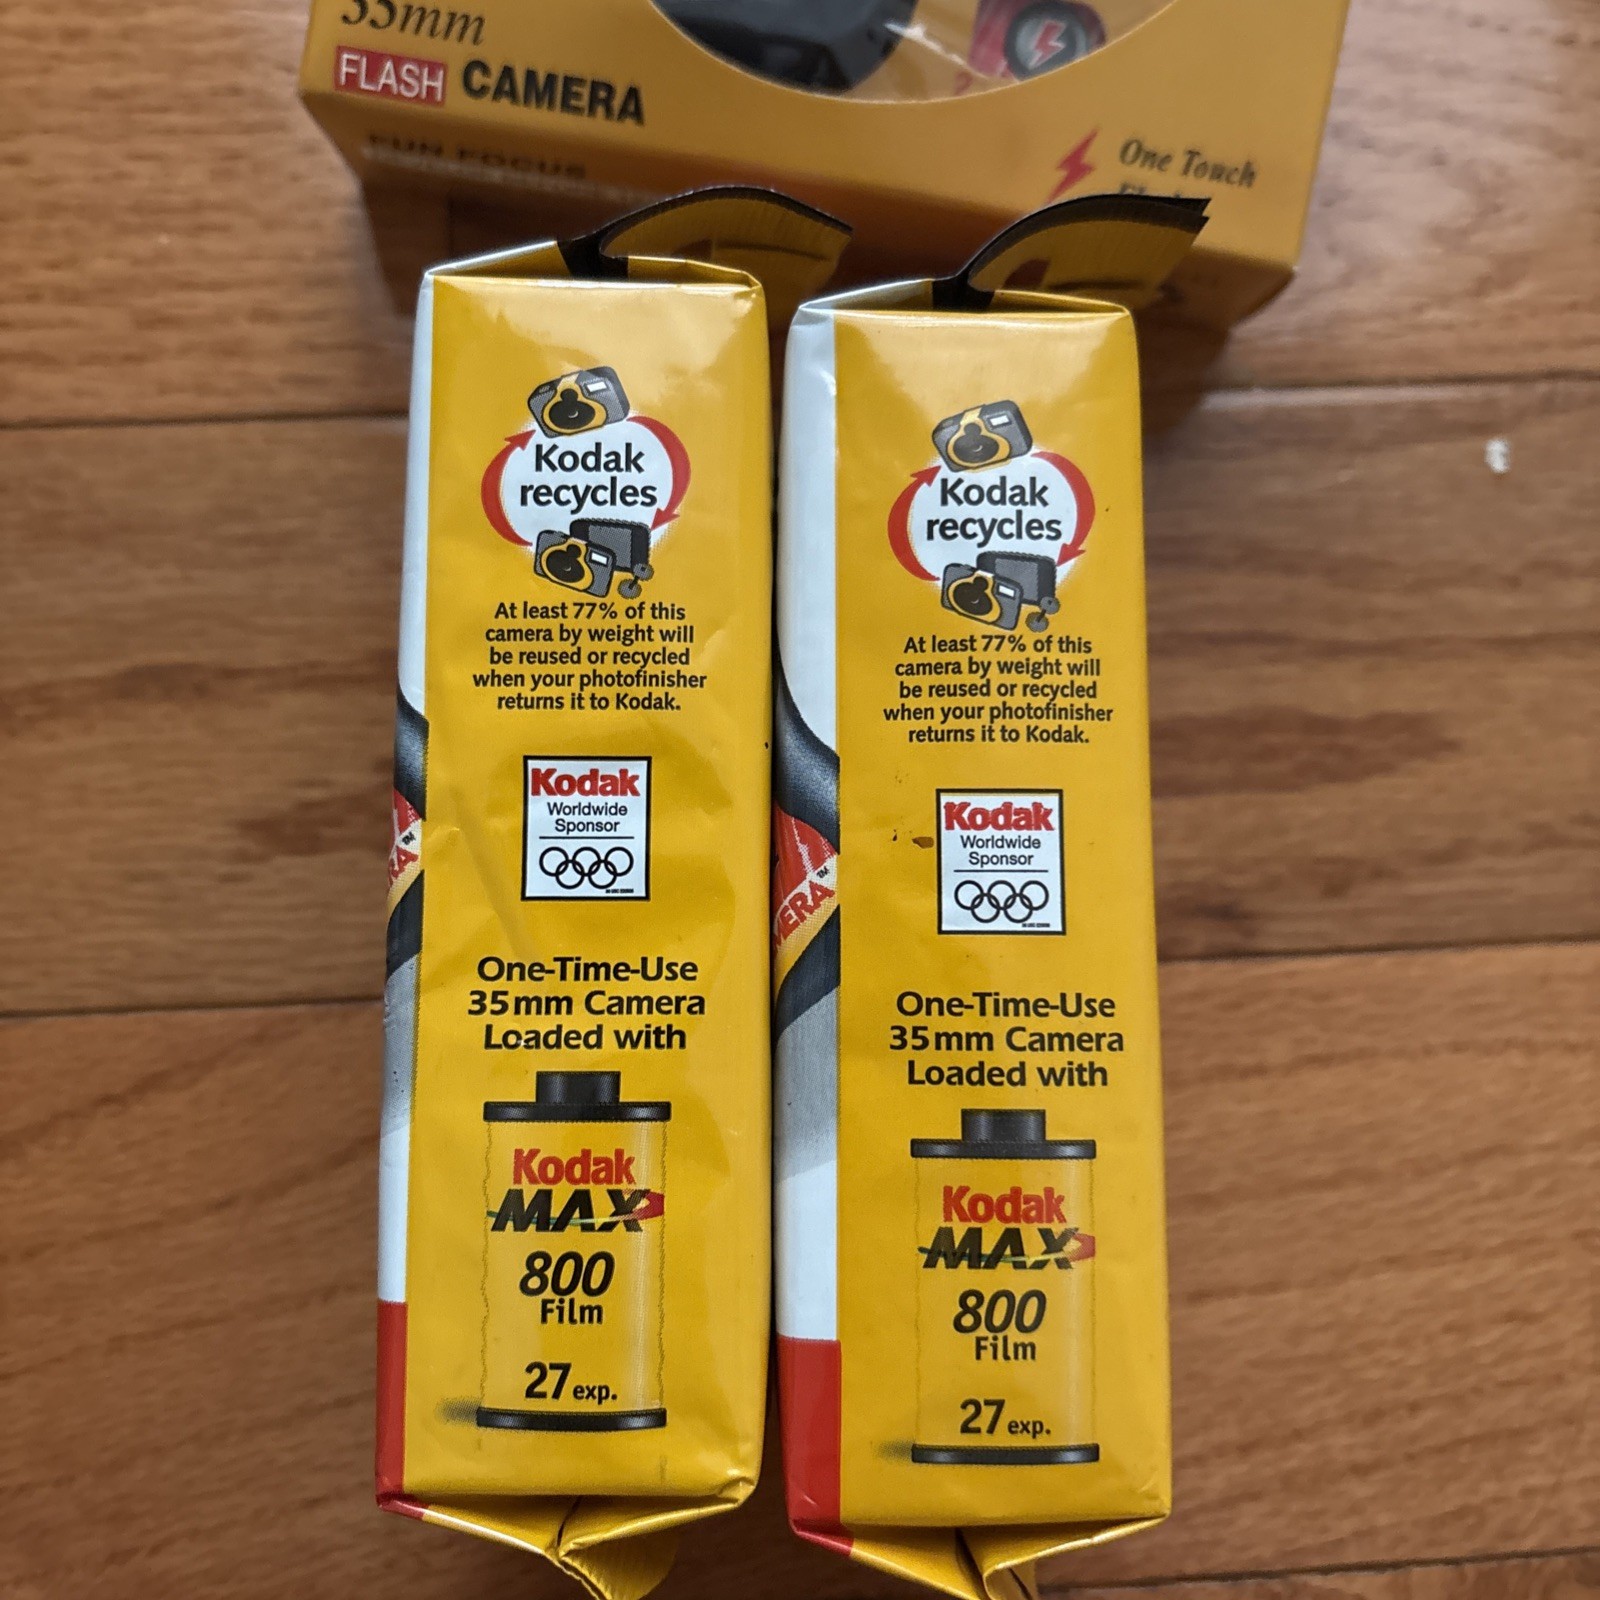 35mm
FLASH CAMERA
FUN FOCUS
One Touch
Kodak
recycles
At least 77% of this
camera by weight will
be reused or recycled
when your photofinisher
returns it to Kodak.
RA™
Kodak
Worldwide
Sponsor
One-Time-Use
35mm Camera
Loaded with
Kodak
MAX
800
Film
27 exp.
Kodak
recycles
At least 77% of this
camera by weight will
be reused or recycled
when your photofinisher
returns it to Kodak.
MERA™
Kodak
Worldwide
Sponsor
One-Time-Use
35mm Camera
Loaded with
Kodak
MAX
800
Film
27 exp.